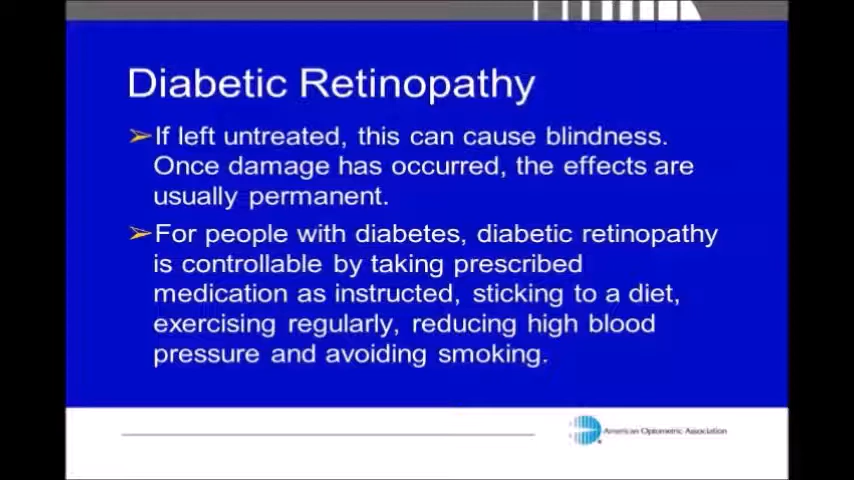 Diabetic Retinopathy
➢If left untreated, this can cause blindness.
Once damage has occurred, the effects are
usually permanent.
➢For people with diabetes, diabetic retinopathy
is controllable by taking prescribed
medication as instructed, sticking to a diet,
exercising regularly, reducing high blood
pressure and avoiding smoking.
American Optometric Association